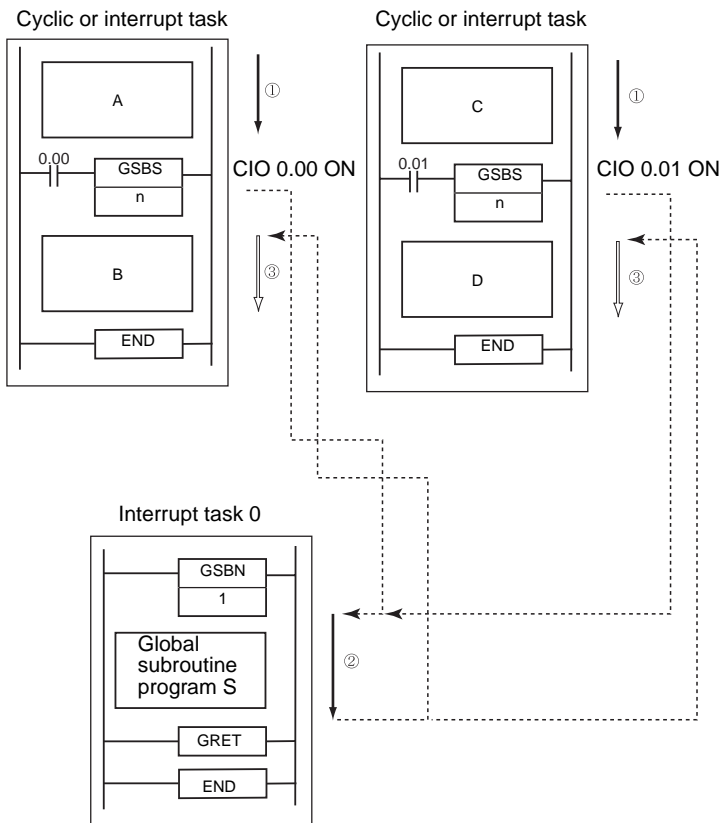 Cyclic or interrupt task
A
①
0.00
GSBS
n
CIO 0.00 ON
B
③
END
Cyclic or interrupt task
C
①
0.01
GSBS
n
CIO 0.01 ON
D
③
END
Interrupt task 0
GSBN
1
Global
subroutine
program S
②
GRET
END